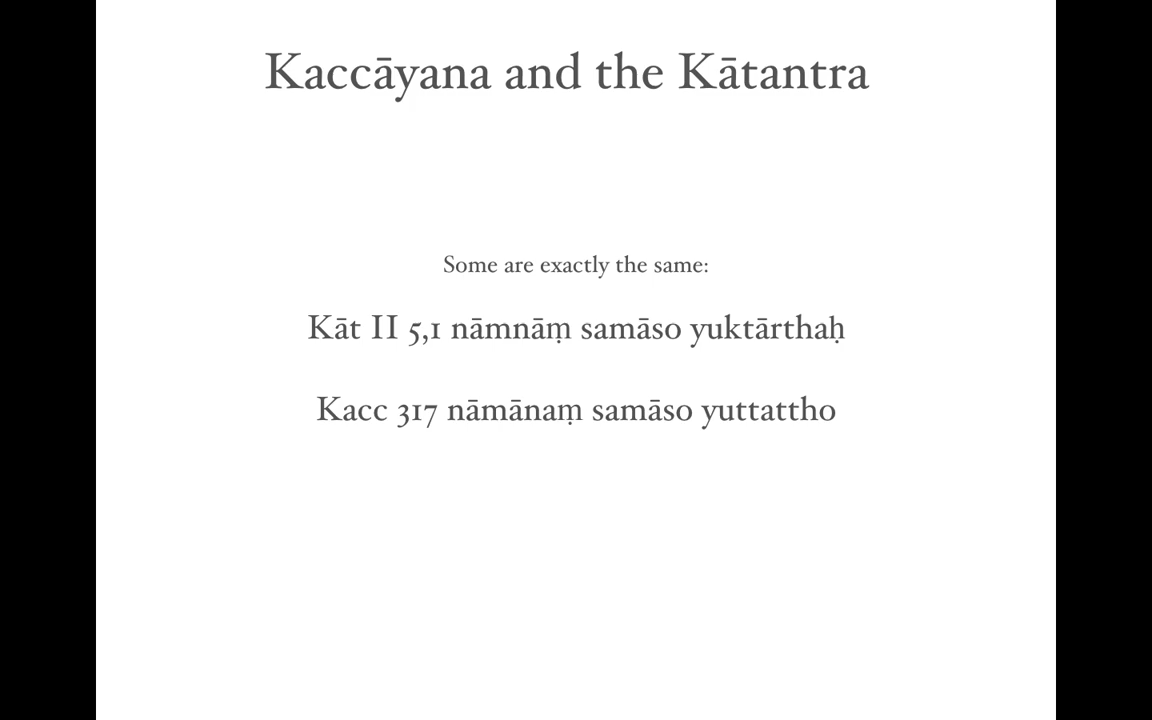 Kaccāyana and the Kātantra
Some are exactly the same:
Kāt II 5,1 nāmnāṃ samāso yuktārthaḥ
Kacc 317 nāmānaṃ samāso yuttattho